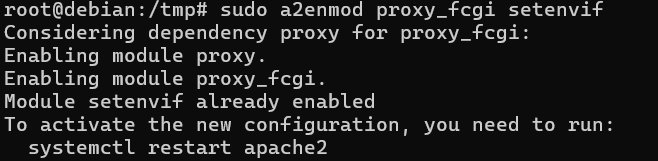 root@debian:/tmp# sudo a2enmod proxy_fcgi setenvif
Considering dependency proxy for proxy_fcgi:
Enabling module proxy.
Enabling module proxy_fcgi.
Module setenvif already enabled
To activate the new configuration, you need to run:
  systemctl restart apache2